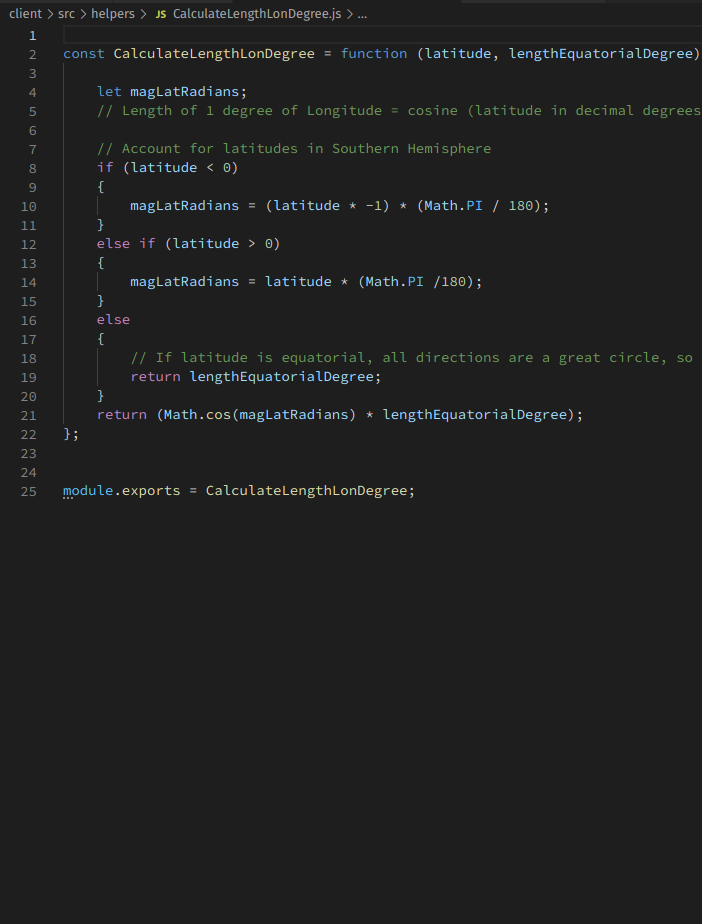 client > src > helpers > JS CalculateLengthLonDegree.js > ...
1
2 const CalculateLengthLonDegree = function (latitude, lengthEquatorialDegree)
3
4 let magLatRadians;
5 // Length of 1 degree of Longitude = cosine (latitude in decimal degrees
6
7 // Account for latitudes in Southern Hemisphere
8 if (latitude < 0)
9 {
10 magLatRadians = (latitude * -1) * (Math.PI / 180);
11 }
12 else if (latitude > 0)
13 {
14 magLatRadians = latitude * (Math.PI /180);
15 }
16 else
17 {
18 // If latitude is equatorial, all directions are a great circle, so
19 return lengthEquatorialDegree;
20 }
21 return (Math.cos(magLatRadians) * lengthEquatorialDegree);
22 };
23
24
25 module.exports = CalculateLengthLonDegree;